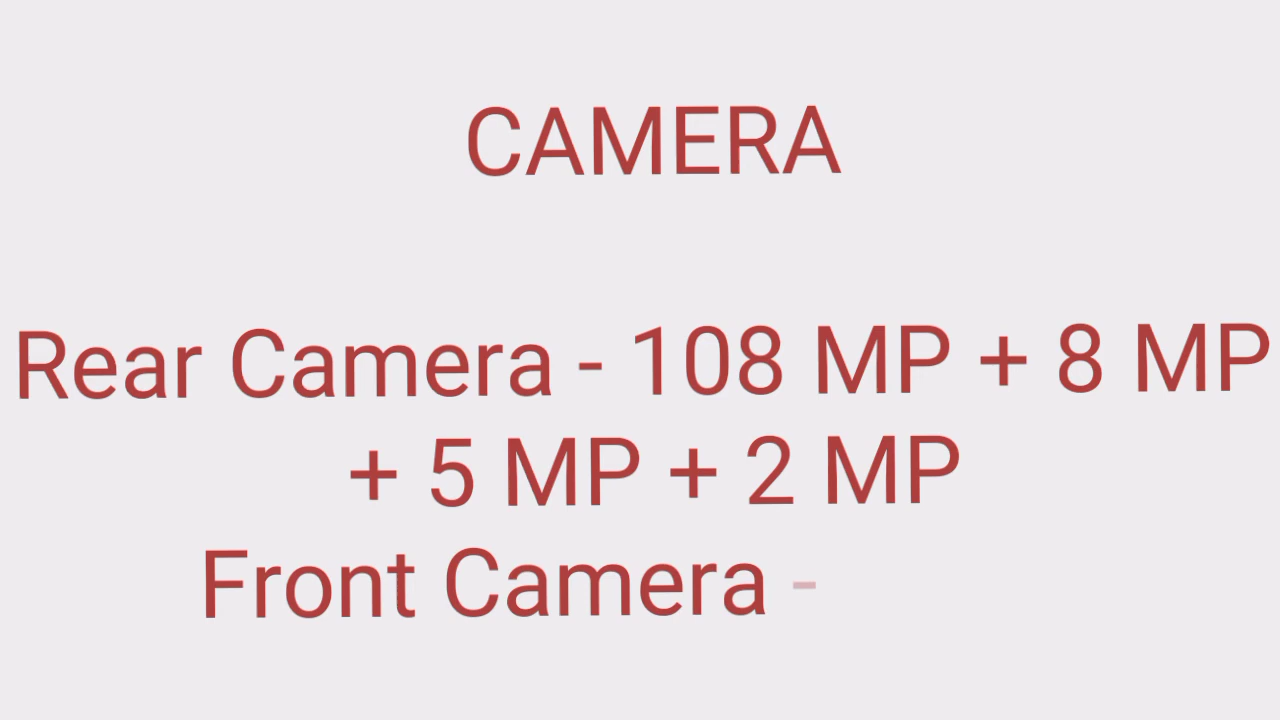 CAMERA
Rear Camera - 108 MP + 8 MP
+ 5 MP + 2 MP
Front Camera -